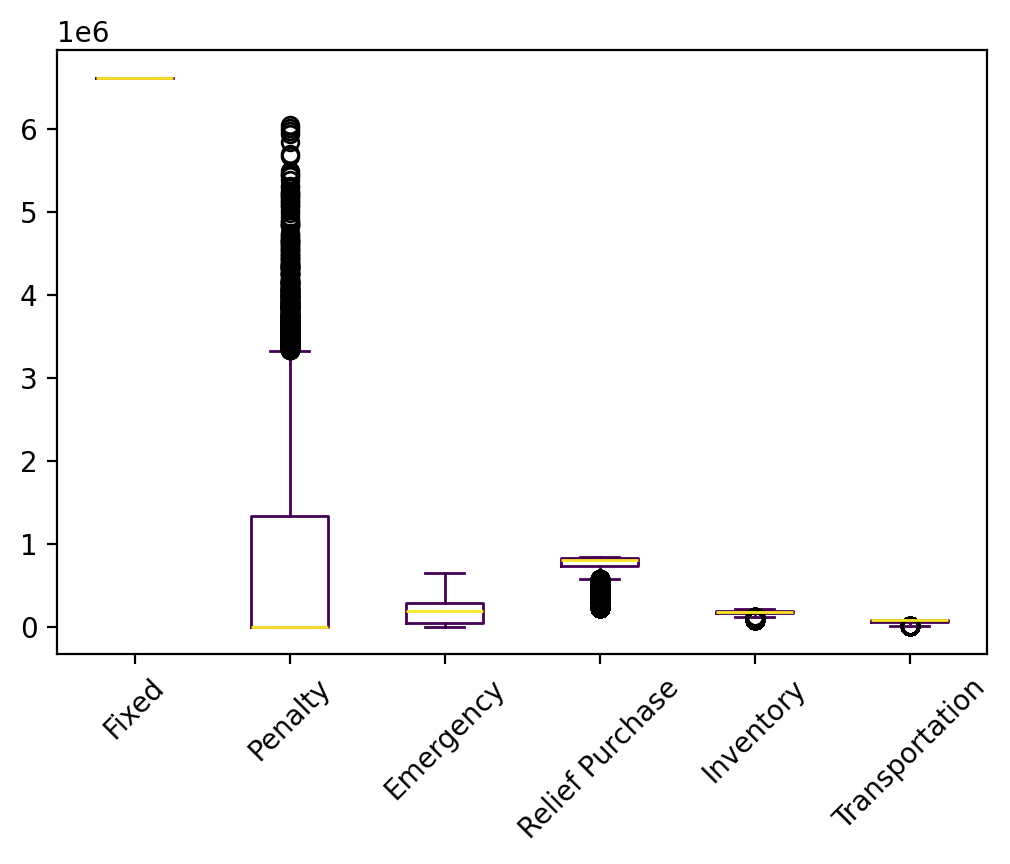 1e6
6
5
4
3
2
1
0
Fixed
Penalty
Emergency
Relief Purchase
Inventory
Transportation